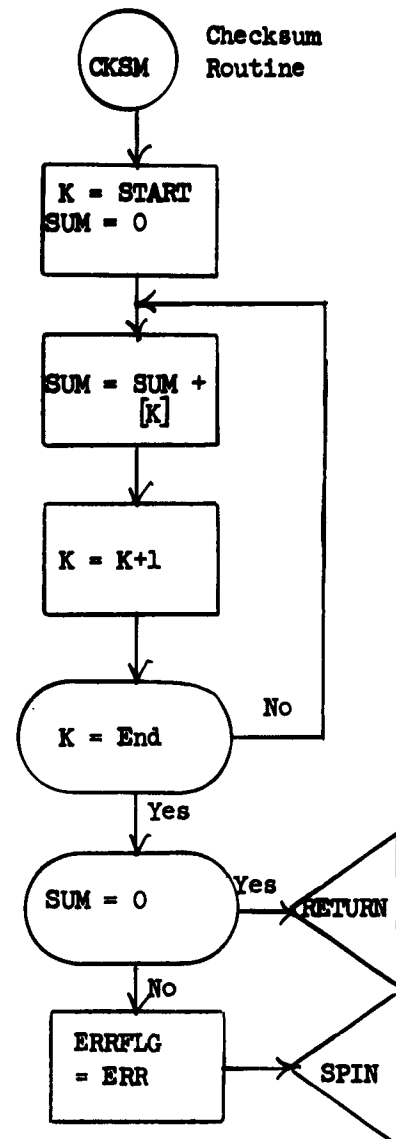 Checksum
Routine
CKSM
K = START
SUM = 0
SUM = SUM +
[K]
K = K+1
No
K = End
Yes
SUM = 0
Yes
RETURN
No
ERRFLG
= ERR
SPIN